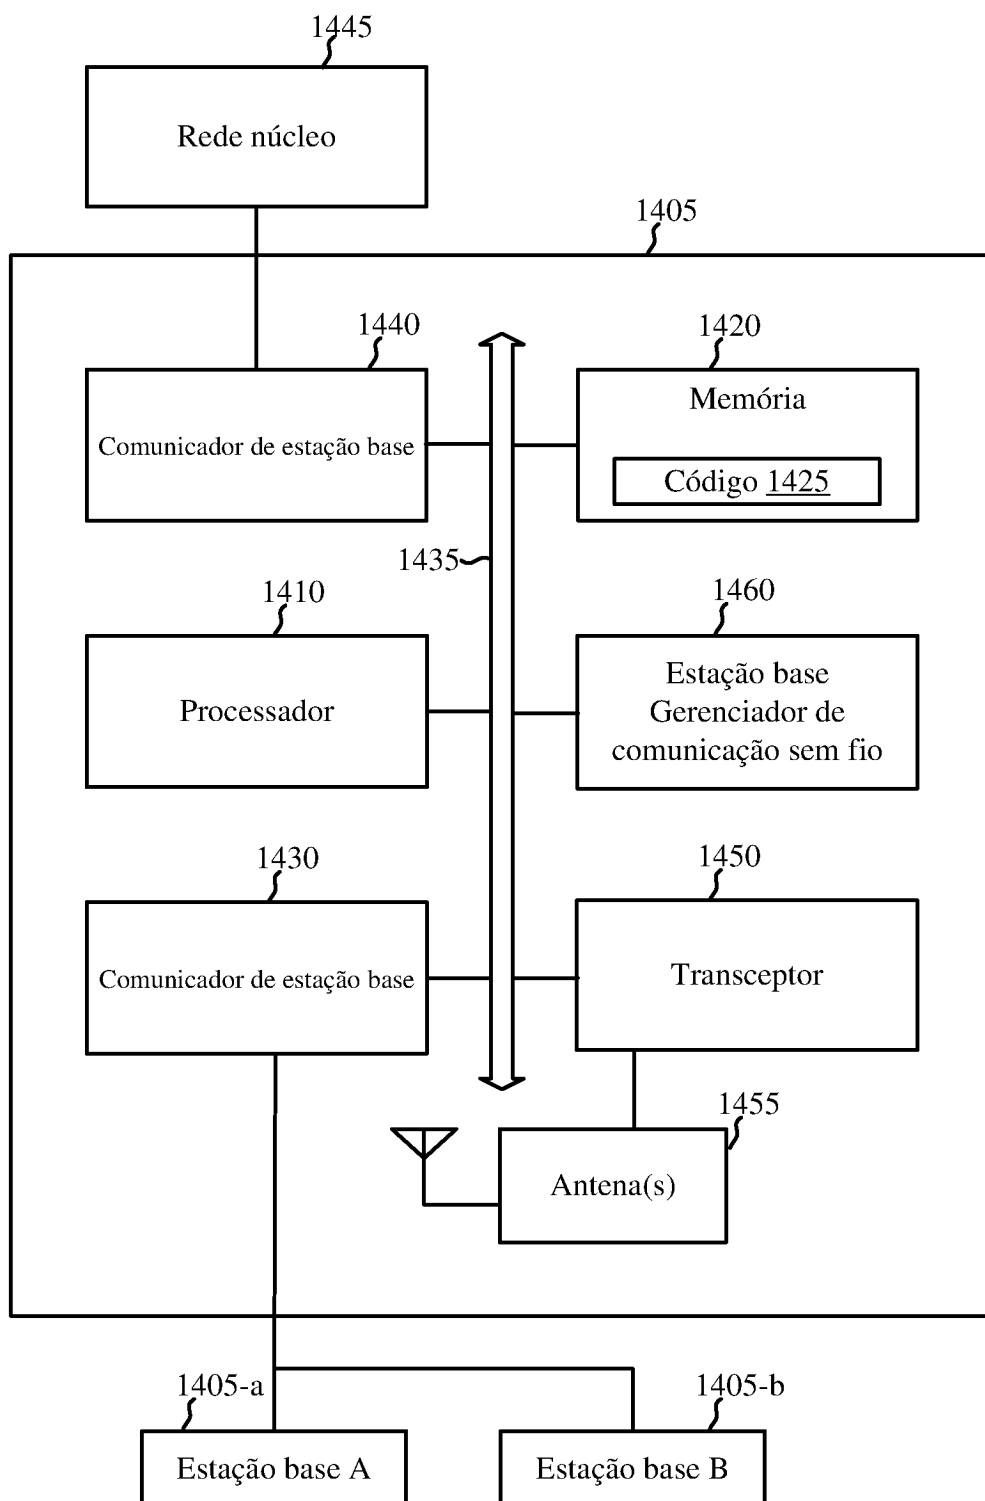 1445
Rede núcleo
1405
1440
Comunicador de estação base
1420
Memória
Código 1425
1435
1410
Processador
1460
Estação base
Gerenciador de
comunicação sem fio
1430
Comunicador de estação base
1450
Transceptor
1455
Antena(s)
1405-a
Estação base A
1405-b
Estação base B